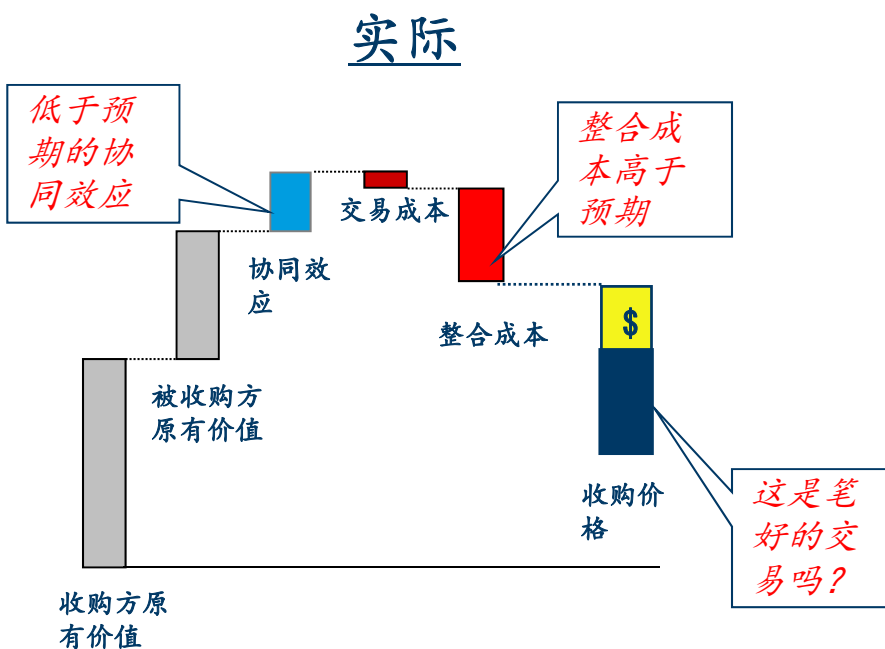 实际
低于预
期的协
同效应
整合成
本高于
预期
交易成本
协同效
应
整合成本
$
被收购方
原有价值
收购价
格
这是笔
好的交
易吗？
收购方原
有价值